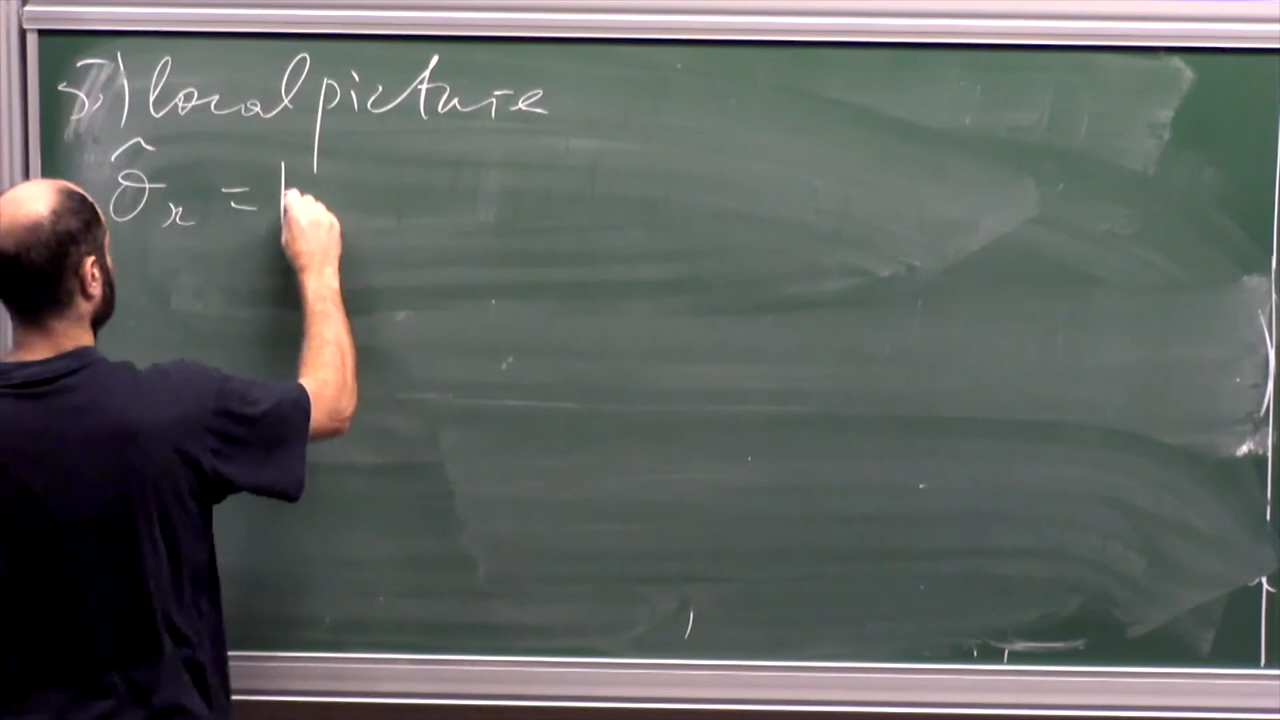 5.) local picture
σ̂ₓ = |